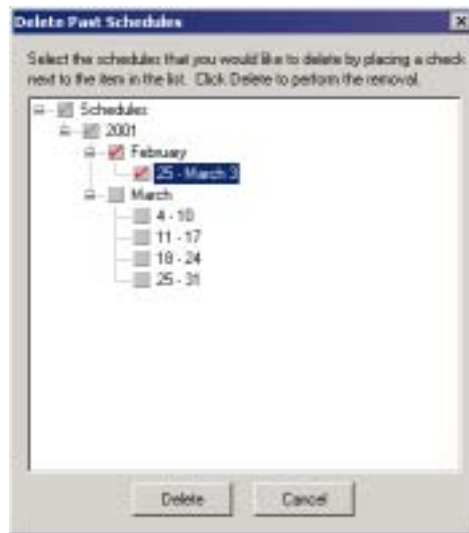 Delete Past Schedules
Select the schedules that you would like to delete by placing a check
next to the item in the list. Click Delete to perform the removal.
Schedules
2001
February
25 - March 3
March
4 - 10
11 - 17
18 - 24
25 - 31
Delete
Cancel